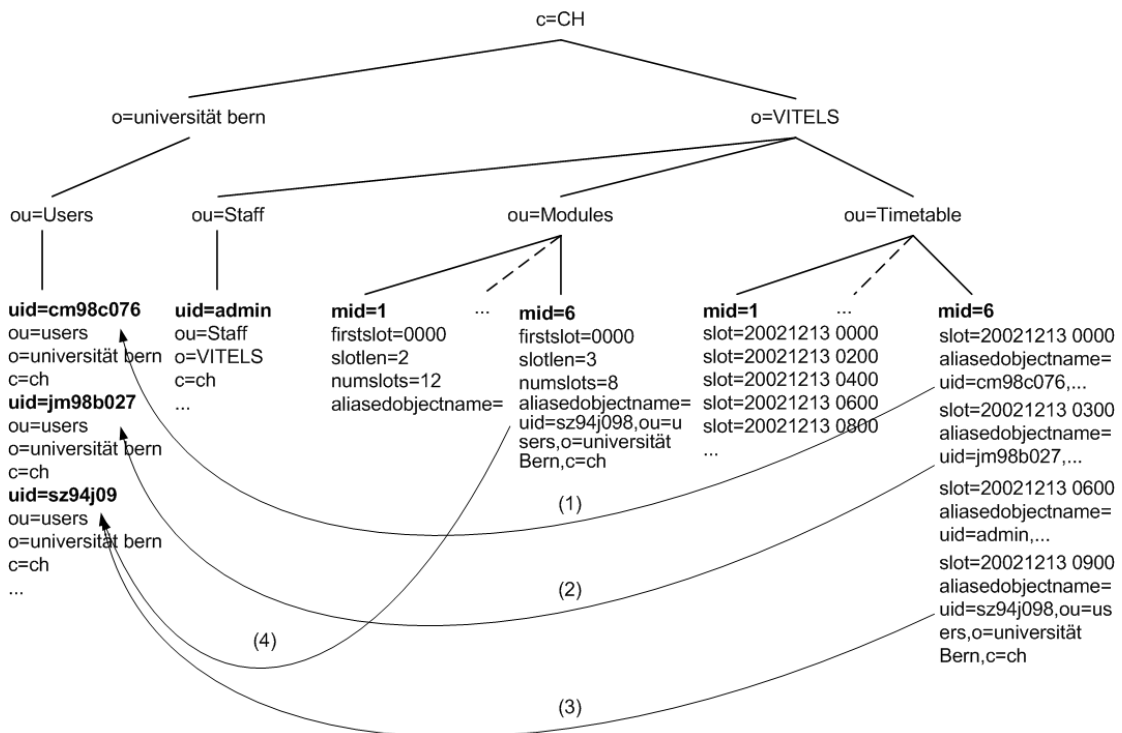 c=CH
o=universität bern
o=VITELS
ou=Users
ou=Staff
ou=Modules
ou=Timetable
uid=cm98c076
ou=users
o=universität bern
c=ch
uid=jm98b027
ou=users
o=universität bern
c=ch
uid=sz94j09
ou=users
o=universität bern
c=ch
...
uid=admin
ou=Staff
o=VITELS
c=ch
...
mid=1
firstslot=0000
slotlen=2
numslots=12
aliasedobjectname=
...
mid=6
firstslot=0000
slotlen=3
numslots=8
aliasedobjectname=
uid=sz94j098,ou=u
sers,o=universität
Bern,c=ch
mid=1
slot=20021213 0000
slot=20021213 0200
slot=20021213 0400
slot=20021213 0600
slot=20021213 0800
...
...
mid=6
slot=20021213 0000
aliasedobjectname=
uid=cm98c076,...
slot=20021213 0300
aliasedobjectname=
uid=jm98b027,...
slot=20021213 0600
aliasedobjectname=
uid=admin,...
slot=20021213 0900
aliasedobjectname=
uid=sz94j098,ou=us
ers,o=universität
Bern,c=ch
(1)
(2)
(4)
(3)